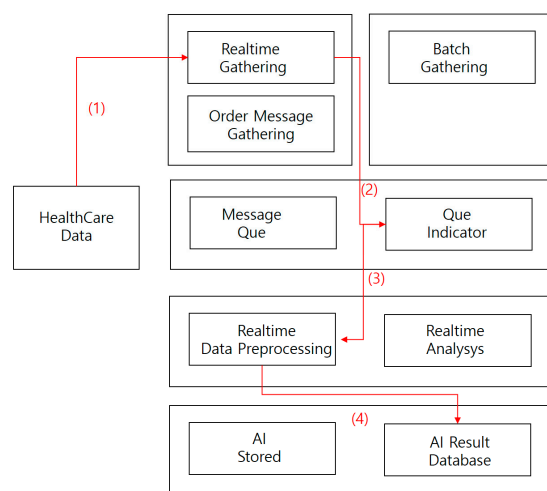 Realtime
Gathering
Batch
Gathering
(1)
Order Message
Gathering
HealthCare
Data
(2)
Message
Que
Que
Indicator
(3)
Realtime
Data Preprocessing
Realtime
Analysys
(4)
AI
Stored
AI Result
Database